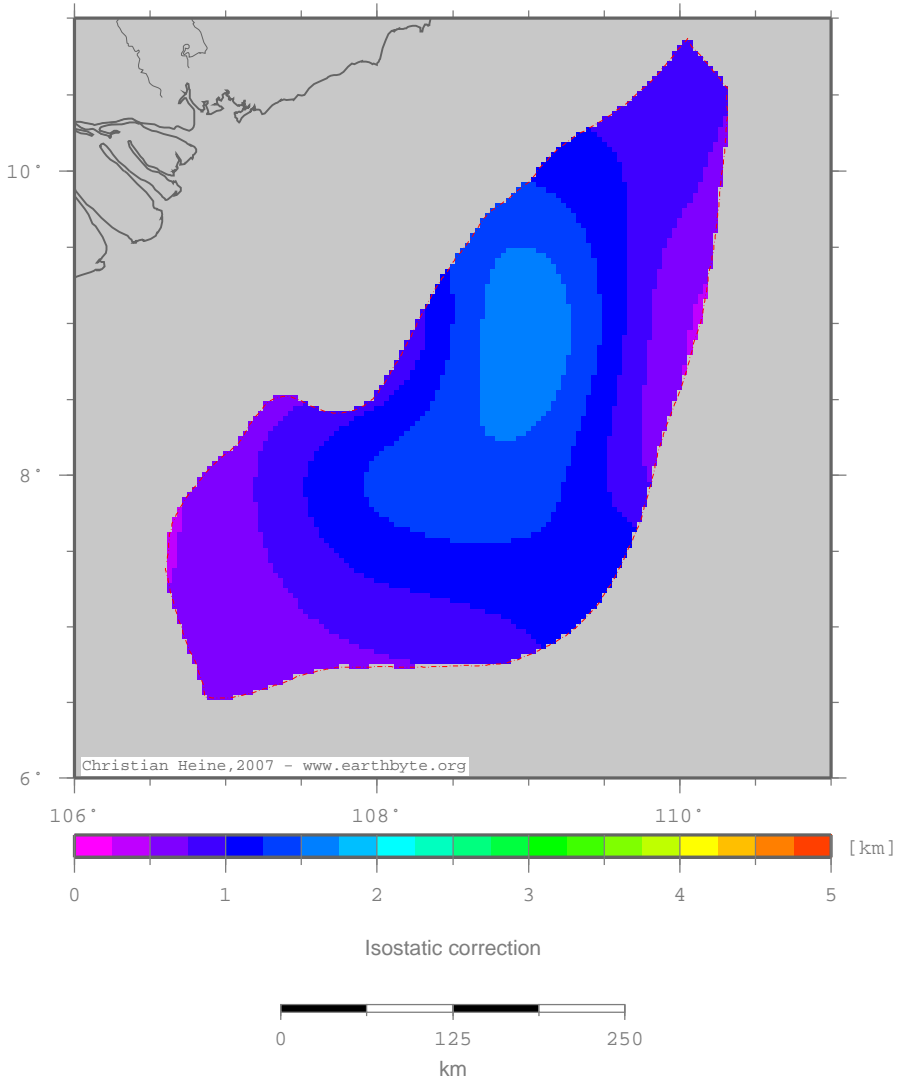 10°
8°
6°
Christian Heine,2007 - www.earthbyte.org
106° 108° 110°
[km]
0 1 2 3 4 5
Isostatic correction
0 125 250
km